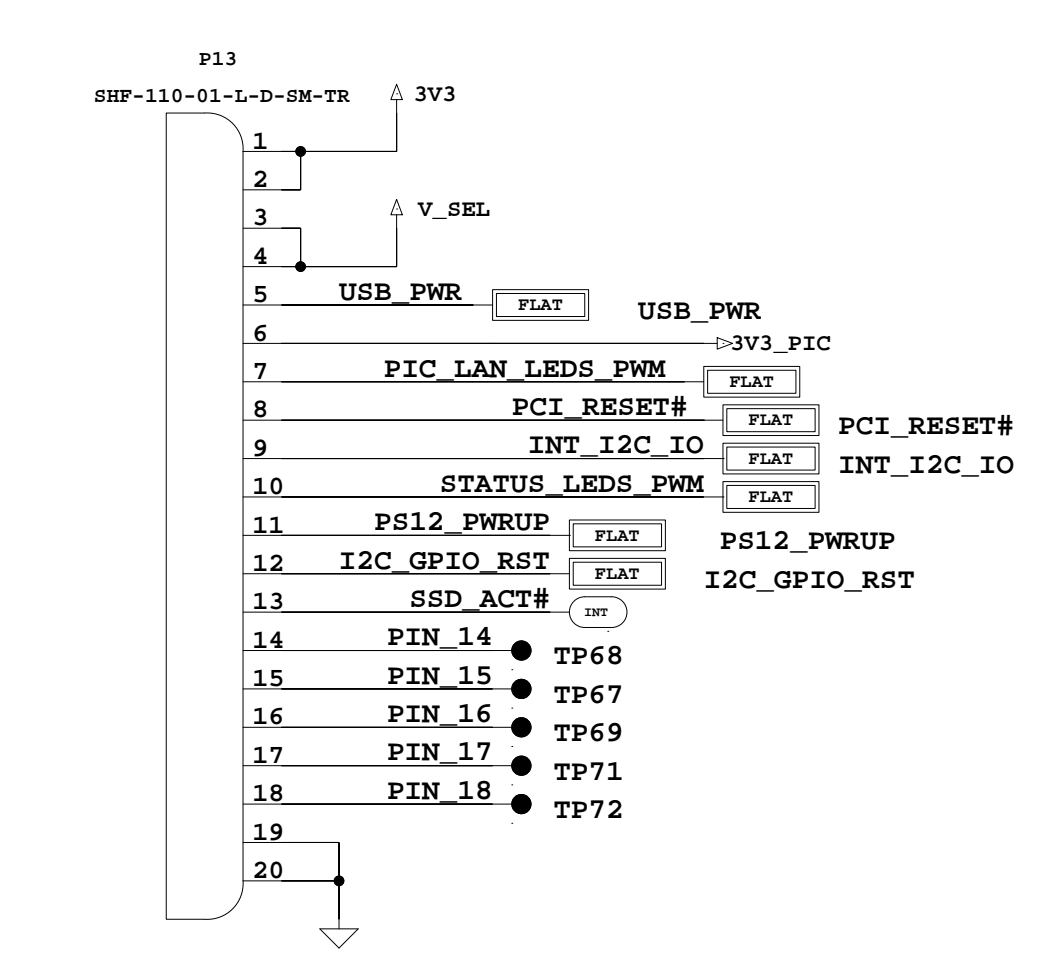 P13
SHF-110-01-L-D-SM-TR
3V3
1
2
V_SEL
3
4
5 USB_PWR FLAT USB_PWR
6 3V3_PIC
7 PIC_LAN_LEDS_PWM FLAT
8 PCI_RESET# FLAT PCI_RESET#
9 INT_I2C_IO FLAT INT_I2C_IO
10 STATUS_LEDS_PWM FLAT
11 PS12_PWRUP FLAT PS12_PWRUP
12 I2C_GPIO_RST FLAT I2C_GPIO_RST
13 SSD_ACT# INT
14 PIN_14 TP68
15 PIN_15 TP67
16 PIN_16 TP69
17 PIN_17 TP71
18 PIN_18 TP72
19
20